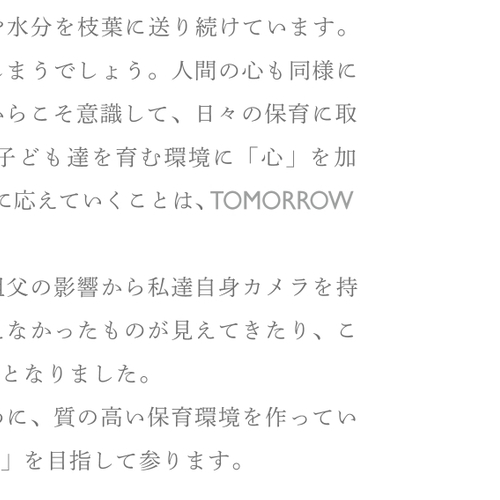 や水分を枝葉に送り続けています。
しまうでしょう。人間の心も同様に
からこそ意識して、日々の保育に取
子ども達を育む環境に「心」を加
に応えていくことは、TOMORROW
祖父の影響から私達自身カメラを持
えなかったものが見えてきたり、こ
となりました。
めに、質の高い保育環境を作ってい
」を目指して参ります。